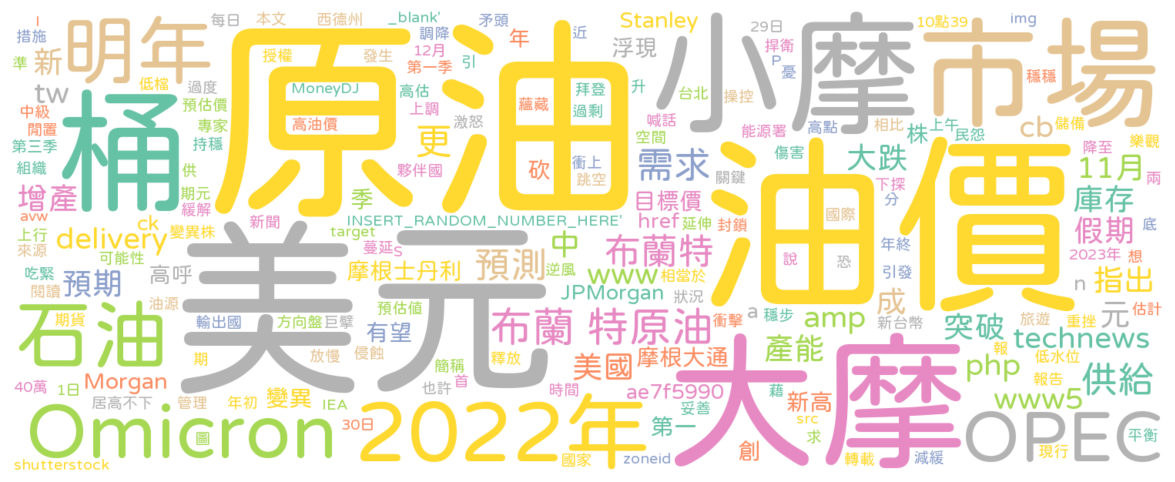 原油
油價
美元
大摩
小摩
市場
桶
明年
石油
Omicron
2022年
OPEC
布蘭 特原油
布蘭特
需求
預測
預期
增產
新
tw
更
季
中
Stanley
浮現
大跌
株
cb
11月
庫存
假期
指出
元
n
成
突破
technews
供給
php
www5
www
delivery
ck
amp
a
產能
美國
摩根大通
摩根士丹利
JPMorgan
Morgan
ae7f5990
新高
第一
創
有望
變異
高呼
目標價
href
砍
年
每日
本文
西德州
_blank'
調降
矛頭
近
12月
第一季
引
措施
l
準
授權
發生
低檔
過度
MoneyDJ
高估
上調
高油價
激怒
蘊藏
拜登
過剩
升
29日
捍衛
P
憂
10點39
img
穩穩
台北
操控
喊話
空間
能源署
高點
相比
上午
民怨
儲備
樂觀
中級
閒置
第三季
組織
預估價
專家
持穩
供
期元
緩解
夥伴國
衝上
跳空
傷害
關鍵
下探
分
降至
兩
avw
上行
來源
新聞
變異株
可能性
INSERT_RANDOM_NUMBER_HERE'
target
蔓延
S
逆風
延伸
封鎖
國際
說
恐
年終
引發
2023年
想
底
吃緊
閱讀
油源
預估值
相當於
狀況
衝擊
穩步
新台幣
旅遊
重挫
估計
期貨
輸出國
方向盤
巨擘
期
放慢
侵蝕
簡稱
首
釋放
也許
時間
藉
報
低水位
報告
40萬
1日
居高不下
管理
年初
IEA
圖
30日
妥善
src
求
國家
zoneid
轉載
減緩
現行
平衡
shutterstock